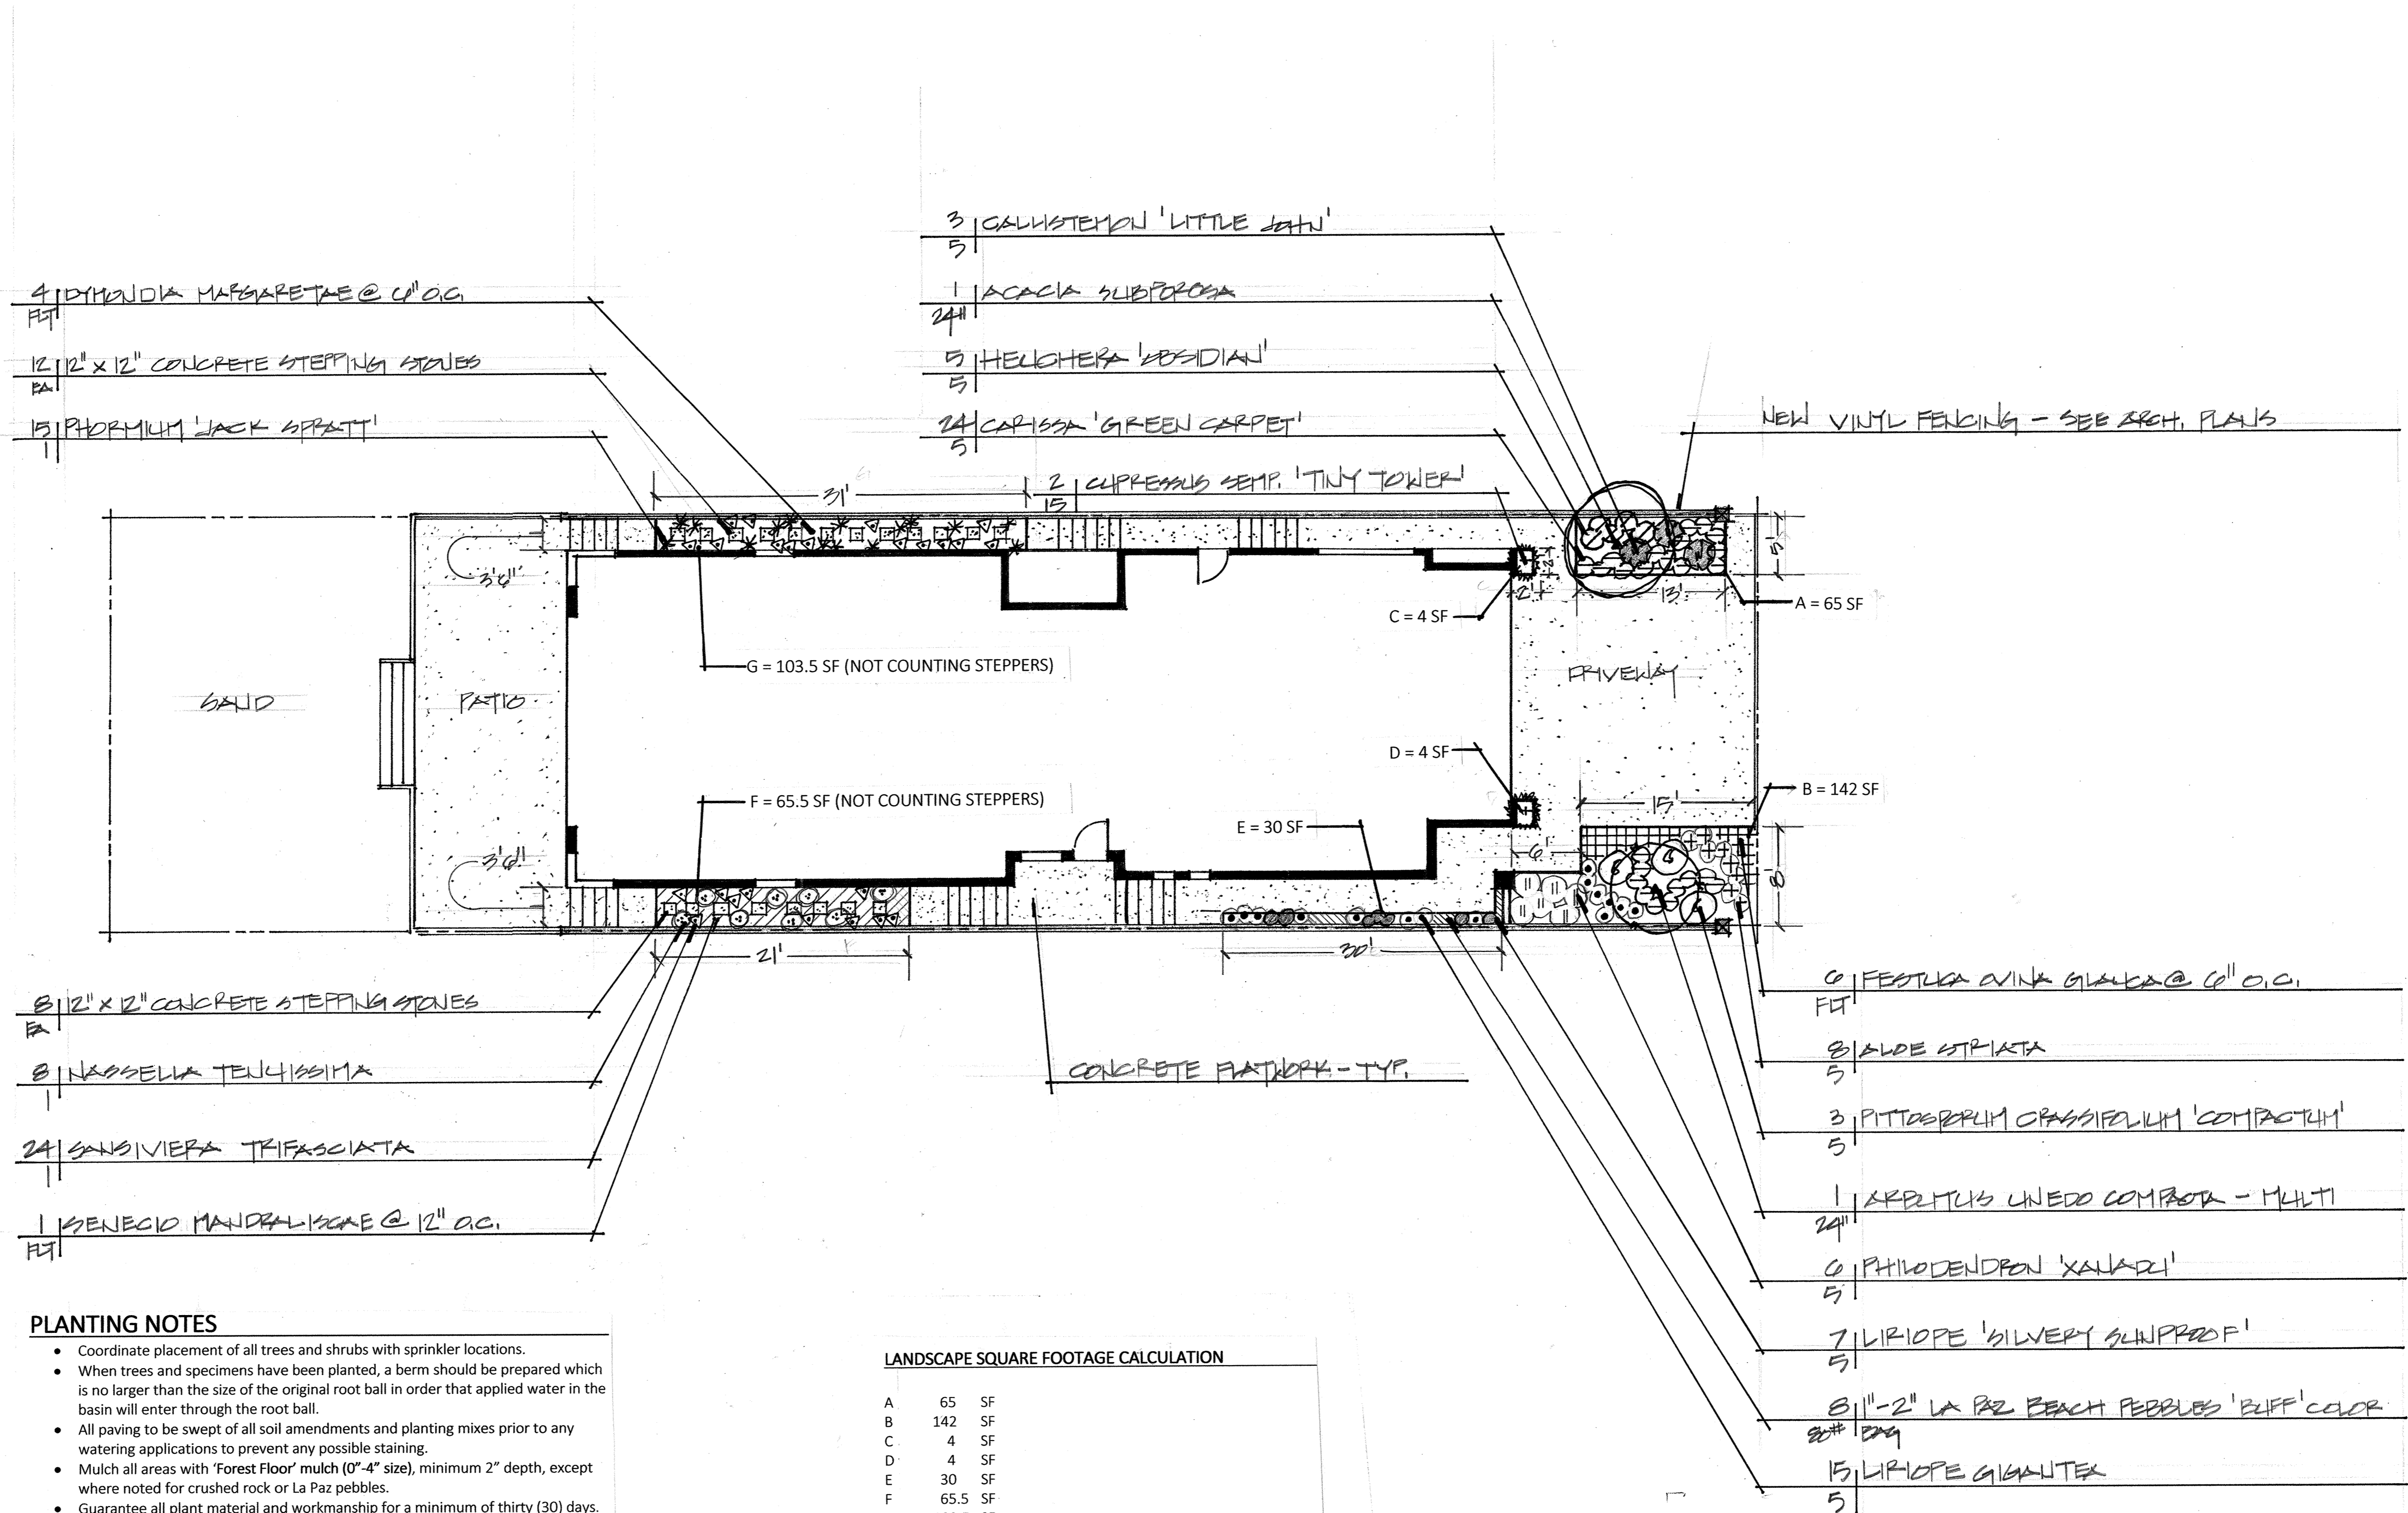 3 CALLISTEMON 'LITTLE JOHN'
5
1 ACACIA SUBPOROSA
24"
5 HEUCHERA 'OBSIDIAN'
5
24 CARISSA 'GREEN CARPET'
5
2 CUPRESSUS SEMP. 'TINY TOWER'
15
4 DYMONDIA MARGARETAE @ 6" O.C.
FLT
12 12" X 12" CONCRETE STEPPING STONES
EA
15 PHORMIUM 'JACK SPRATT'
1
NEW VINYL FENCING - SEE ARCH. PLANS
31'
3'6"
2'
2'
13'
5'
A = 65 SF
C = 4 SF
G = 103.5 SF (NOT COUNTING STEPPERS)
SAND
PATIO
DRIVEWAY
D = 4 SF
B = 142 SF
F = 65.5 SF (NOT COUNTING STEPPERS)
E = 30 SF
15'
6'
8'
3'6"
21'
30'
8 12" X 12" CONCRETE STEPPING STONES
EA
8 NASSELLA TENUISSIMA
1
24 SANSIVIERA TRIFASCIATA
1
1 SENECIO MANDRALISCAE @ 12" O.C.
FLT
CONCRETE FLATWORK - TYP.
6 FESTUCA OVINA GLAUCA @ 6" O.C.
FLT
8 ALOE STRIATA
5
3 PITTOSPORUM CRASSIFOLIUM 'COMPACTUM'
5
1 ARBUTUS UNEDO COMPACTA - MULTI
24"
6 PHILODENDRON 'XANADU'
5
7 LIRIOPE 'SILVERY SUNPROOF'
5
8 1"-2" LA PAZ BEACH PEBBLES 'BUFF' COLOR
80# BAG
15 LIRIOPE GIGANTEA
5
PLANTING NOTES
• Coordinate placement of all trees and shrubs with sprinkler locations.
• When trees and specimens have been planted, a berm should be prepared which
is no larger than the size of the original root ball in order that applied water in the
basin will enter through the root ball.
• All paving to be swept of all soil amendments and planting mixes prior to any
watering applications to prevent any possible staining.
• Mulch all areas with 'Forest Floor' mulch (0"-4" size), minimum 2" depth, except
where noted for crushed rock or La Paz pebbles.
• Guarantee all plant material and workmanship for a minimum of thirty (30) days.
LANDSCAPE SQUARE FOOTAGE CALCULATION
A 65 SF
B 142 SF
C 4 SF
D 4 SF
E 30 SF
F 65.5 SF